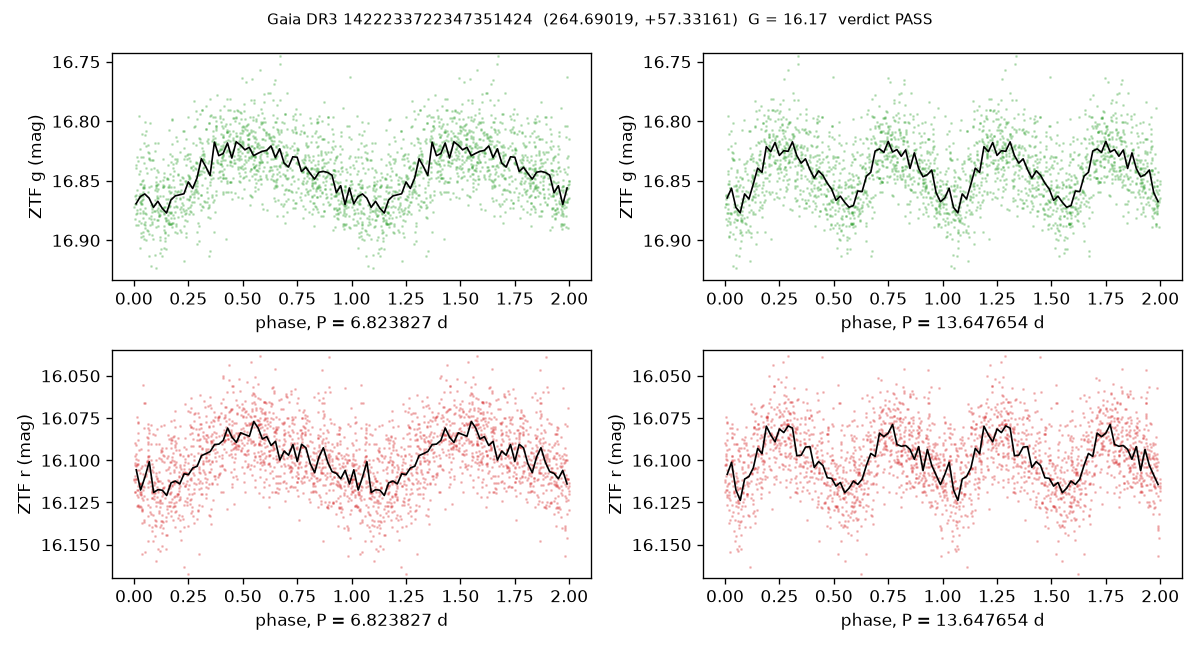 Gaia DR3 1422233722347351424 (264.69019, +57.33161) G = 16.17 verdict PASS
ZTF g (mag)
16.75
16.80
16.85
16.90
0.00 0.25 0.50 0.75 1.00 1.25 1.50 1.75 2.00
phase, P = 6.823827 d
ZTF g (mag)
16.75
16.80
16.85
16.90
0.00 0.25 0.50 0.75 1.00 1.25 1.50 1.75 2.00
phase, P = 13.647654 d
ZTF r (mag)
16.050
16.075
16.100
16.125
16.150
0.00 0.25 0.50 0.75 1.00 1.25 1.50 1.75 2.00
phase, P = 6.823827 d
ZTF r (mag)
16.050
16.075
16.100
16.125
16.150
0.00 0.25 0.50 0.75 1.00 1.25 1.50 1.75 2.00
phase, P = 13.647654 d